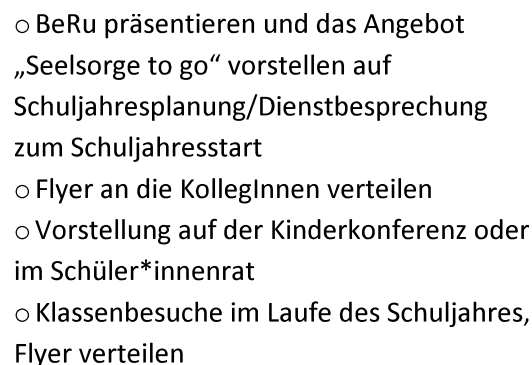 ○ BeRu präsentieren und das Angebot
„Seelsorge to go“ vorstellen auf
Schuljahresplanung/Dienstbesprechung
zum Schuljahresstart
○ Flyer an die KollegInnen verteilen
○ Vorstellung auf der Kinderkonferenz oder
im Schüler*innenrat
○ Klassenbesuche im Laufe des Schuljahres,
Flyer verteilen